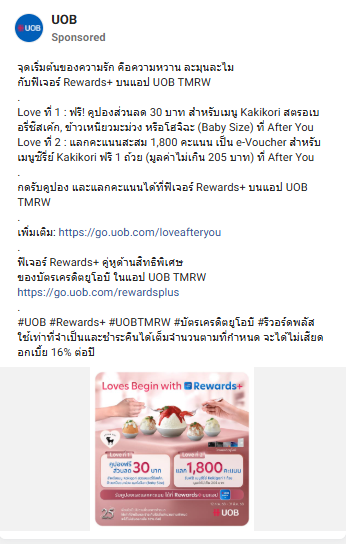 UOB
UOB
Sponsored
จุดเริ่มต้นของความรัก คือความหวาน ละมุนละไม
กับฟีเจอร์ Rewards+ บนแอป UOB TMRW
.
Love ที่ 1 : ฟรี! คูปองส่วนลด 30 บาท สำหรับเมนู Kakikori สตรอเบ
อรี่ชีสเค้ก, ข้าวเหนียวมะม่วง หรือโฮจิฉะ (Baby Size) ที่ After You
Love ที่ 2 : แลกคะแนนสะสม 1,800 คะแนน เป็น e-Voucher สำหรับ
เมนูซีรีย์ Kakikori ฟรี 1 ถ้วย (มูลค่าไม่เกิน 205 บาท) ที่ After You
.
กดรับคูปอง และแลกคะแนนได้ที่ฟีเจอร์ Rewards+ บนแอป UOB
TMRW
.
เพิ่มเติม: https://go.uob.com/loveafteryou
.
ฟีเจอร์ Rewards+ คู่หูด้านสิทธิพิเศษ
ของบัตรเครดิตยูโอบี ในแอป UOB TMRW
https://go.uob.com/rewardsplus
.
#UOB #Rewards+ #UOBTMRW #บัตรเครดิตยูโอบี #รีวอร์ดพลัส
ใช้เท่าที่จำเป็นและชำระคืนได้เต็มจำนวนตามที่กำหนด จะได้ไม่เสียด
อกเบี้ย 16% ต่อปี
Loves Begin with Rewards+
Love ที่ 1
คูปองฟรี
ส่วนลด 30 บาท
Love ที่ 2
แลก 1,800 คะแนน
25
UOB